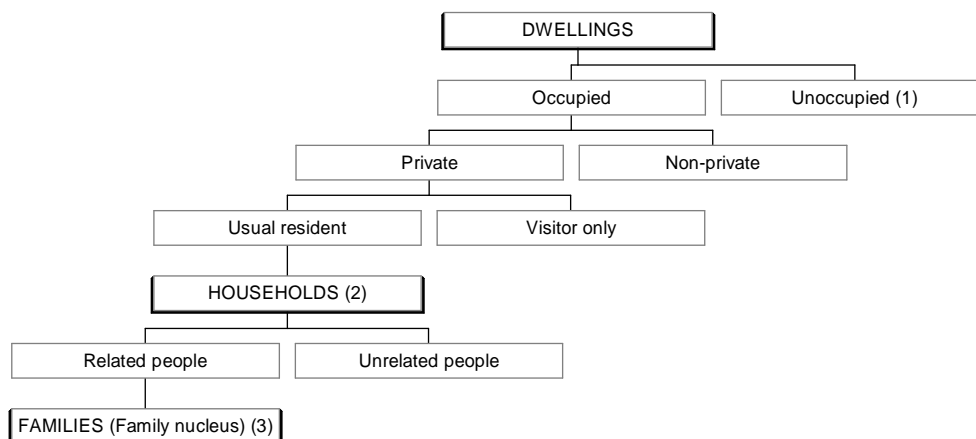 DWELLINGS
Occupied
Unoccupied (1)
Private
Non-private
Usual resident
Visitor only
HOUSEHOLDS (2)
Related people
Unrelated people
FAMILIES (Family nucleus) (3)